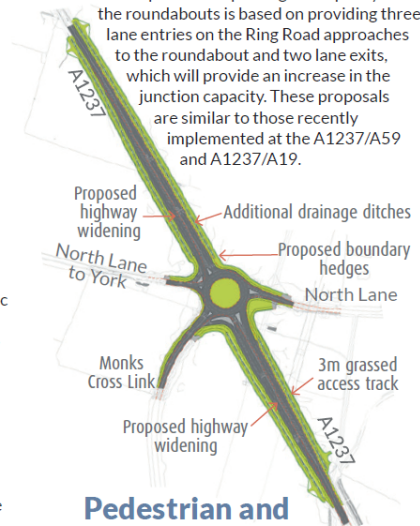 the roundabouts is based on providing three
lane entries on the Ring Road approaches
to the roundabout and two lane exits,
which will provide an increase in the
junction capacity. These proposals
are similar to those recently
implemented at the A1237/A59
and A1237/A19.
A1237
Proposed
highway
widening
Additional drainage ditches
Proposed boundary
hedges
North Lane
to York
North Lane
Monks
Cross Link
3m grassed
access track
Proposed highway
widening
A1237
Pedestrian and